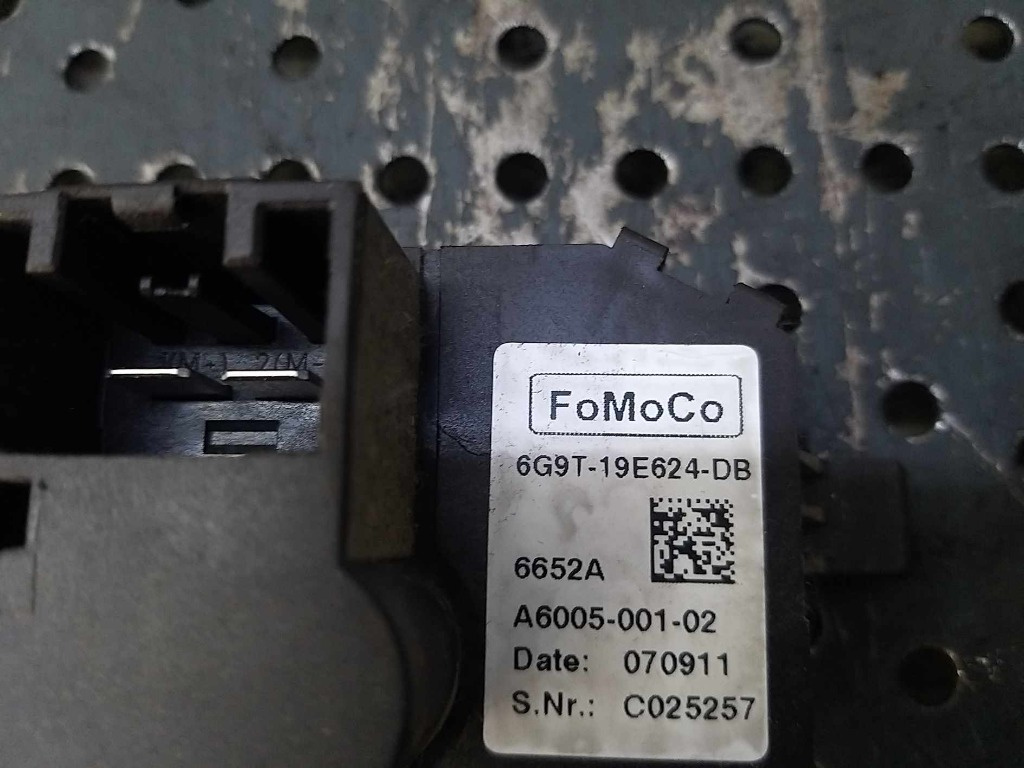 FoMoCo
6G9T-19E624-DB
6652A
A6005-001-02
Date: 070911
S.Nr.: C025257